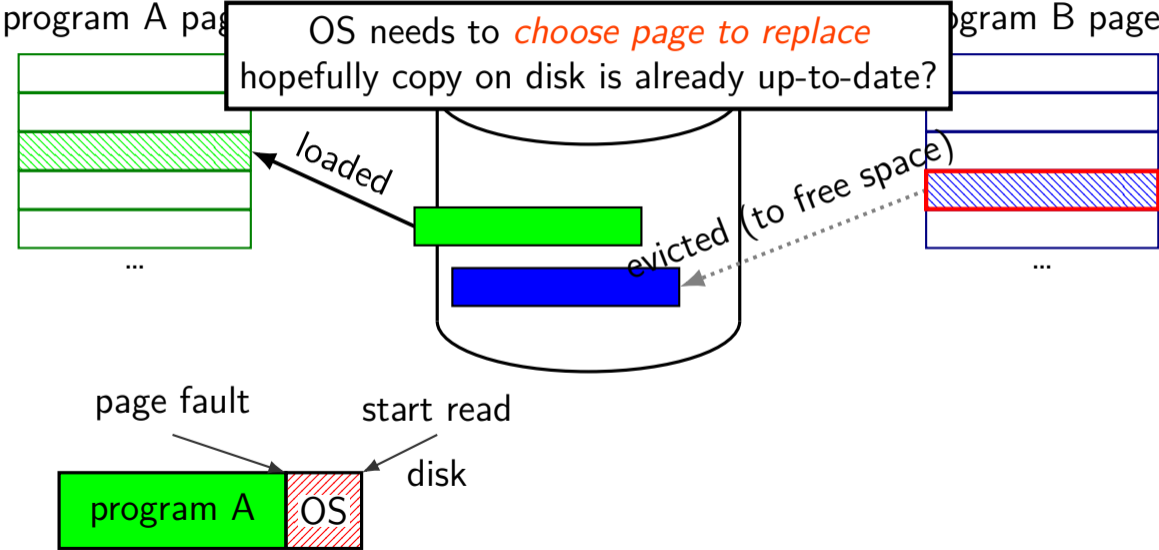 program A pag
OS needs to choose page to replace
hopefully copy on disk is already up-to-date?
ogram B page
loaded
evicted (to free space)
...
...
page fault
start read
disk
program A
OS